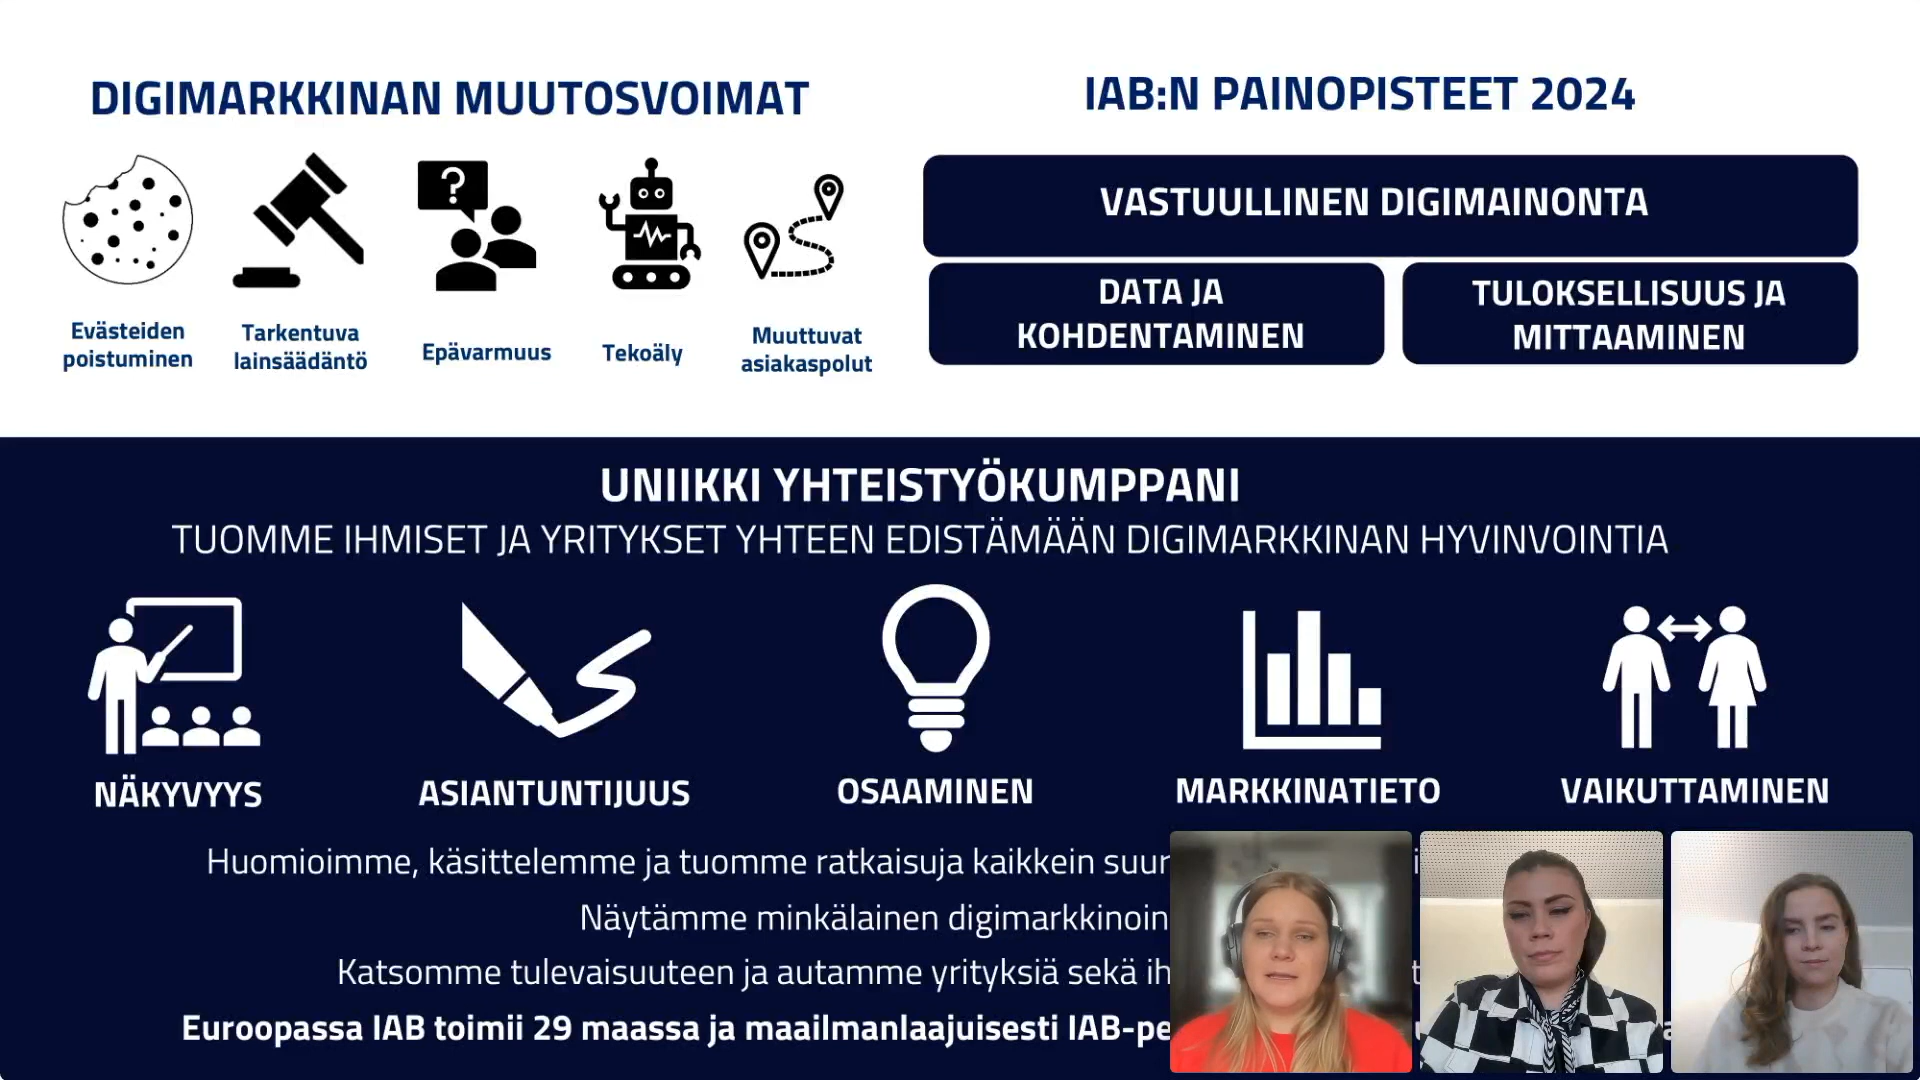 DIGIMARKKINAN MUUTOSVOIMAT
?
Evästeiden
poistuminen
Tarkentuva
lainsäädäntö
Epävarmuus
Tekoäly
Muuttuvat
asiakaspolut
IAB:N PAINOPISTEET 2024
VASTUULLINEN DIGIMAINONTA
DATA JA
KOHDENTAMINEN
TULOKSELLISUUS JA
MITTAAMINEN
UNIIKKI YHTEISTYÖKUMPPANI
TUOMME IHMISET JA YRITYKSET YHTEEN EDISTÄMÄÄN DIGIMARKKINAN HYVINVOINTIA
NÄKYVYYS
ASIANTUNTIJUUS
OSAAMINEN
MARKKINATIETO
VAIKUTTAMINEN
Huomioimme, käsittelemme ja tuomme ratkaisuja kaikkein
Näytämme minkälainen
Katsomme tulevaisuuteen ja autamme yrityksiä sekä
Euroopassa IAB toimii 29 maassa ja maailmanlaajuisesti